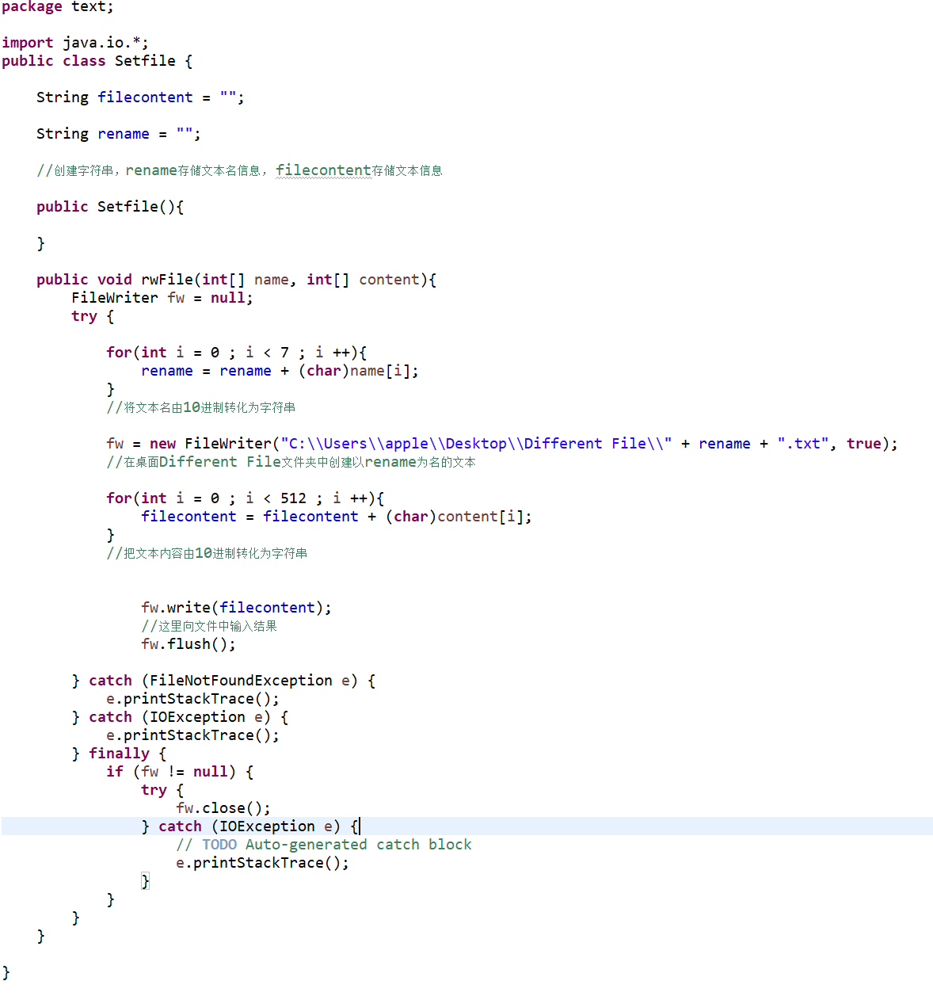 package text;
import java.io.*;
public class Setfile {
String filecontent = "";
String rename = "";
//创建字符串，rename存储文本名信息，filecontent存储文本信息
public Setfile(){
}
public void rwFile(int[] name, int[] content){
FileWriter fw = null;
try {
for(int i = 0 ; i < 7 ; i ++){
rename = rename + (char)name[i];
}
//将文本名由10进制转化为字符串
fw = new FileWriter("C:\\Users\\apple\\Desktop\\Different File\\" + rename + ".txt", true);
//在桌面Different File文件夹中创建以rename为名的文本
for(int i = 0 ; i < 512 ; i ++){
filecontent = filecontent + (char)content[i];
}
//把文本内容由10进制转化为字符串
fw.write(filecontent);
//这里向文件中输入结果
fw.flush();
} catch (FileNotFoundException e) {
e.printStackTrace();
} catch (IOException e) {
e.printStackTrace();
} finally {
if (fw != null) {
try {
fw.close();
} catch (IOException e) {
// TODO Auto-generated catch block
e.printStackTrace();
}
}
}
}
}